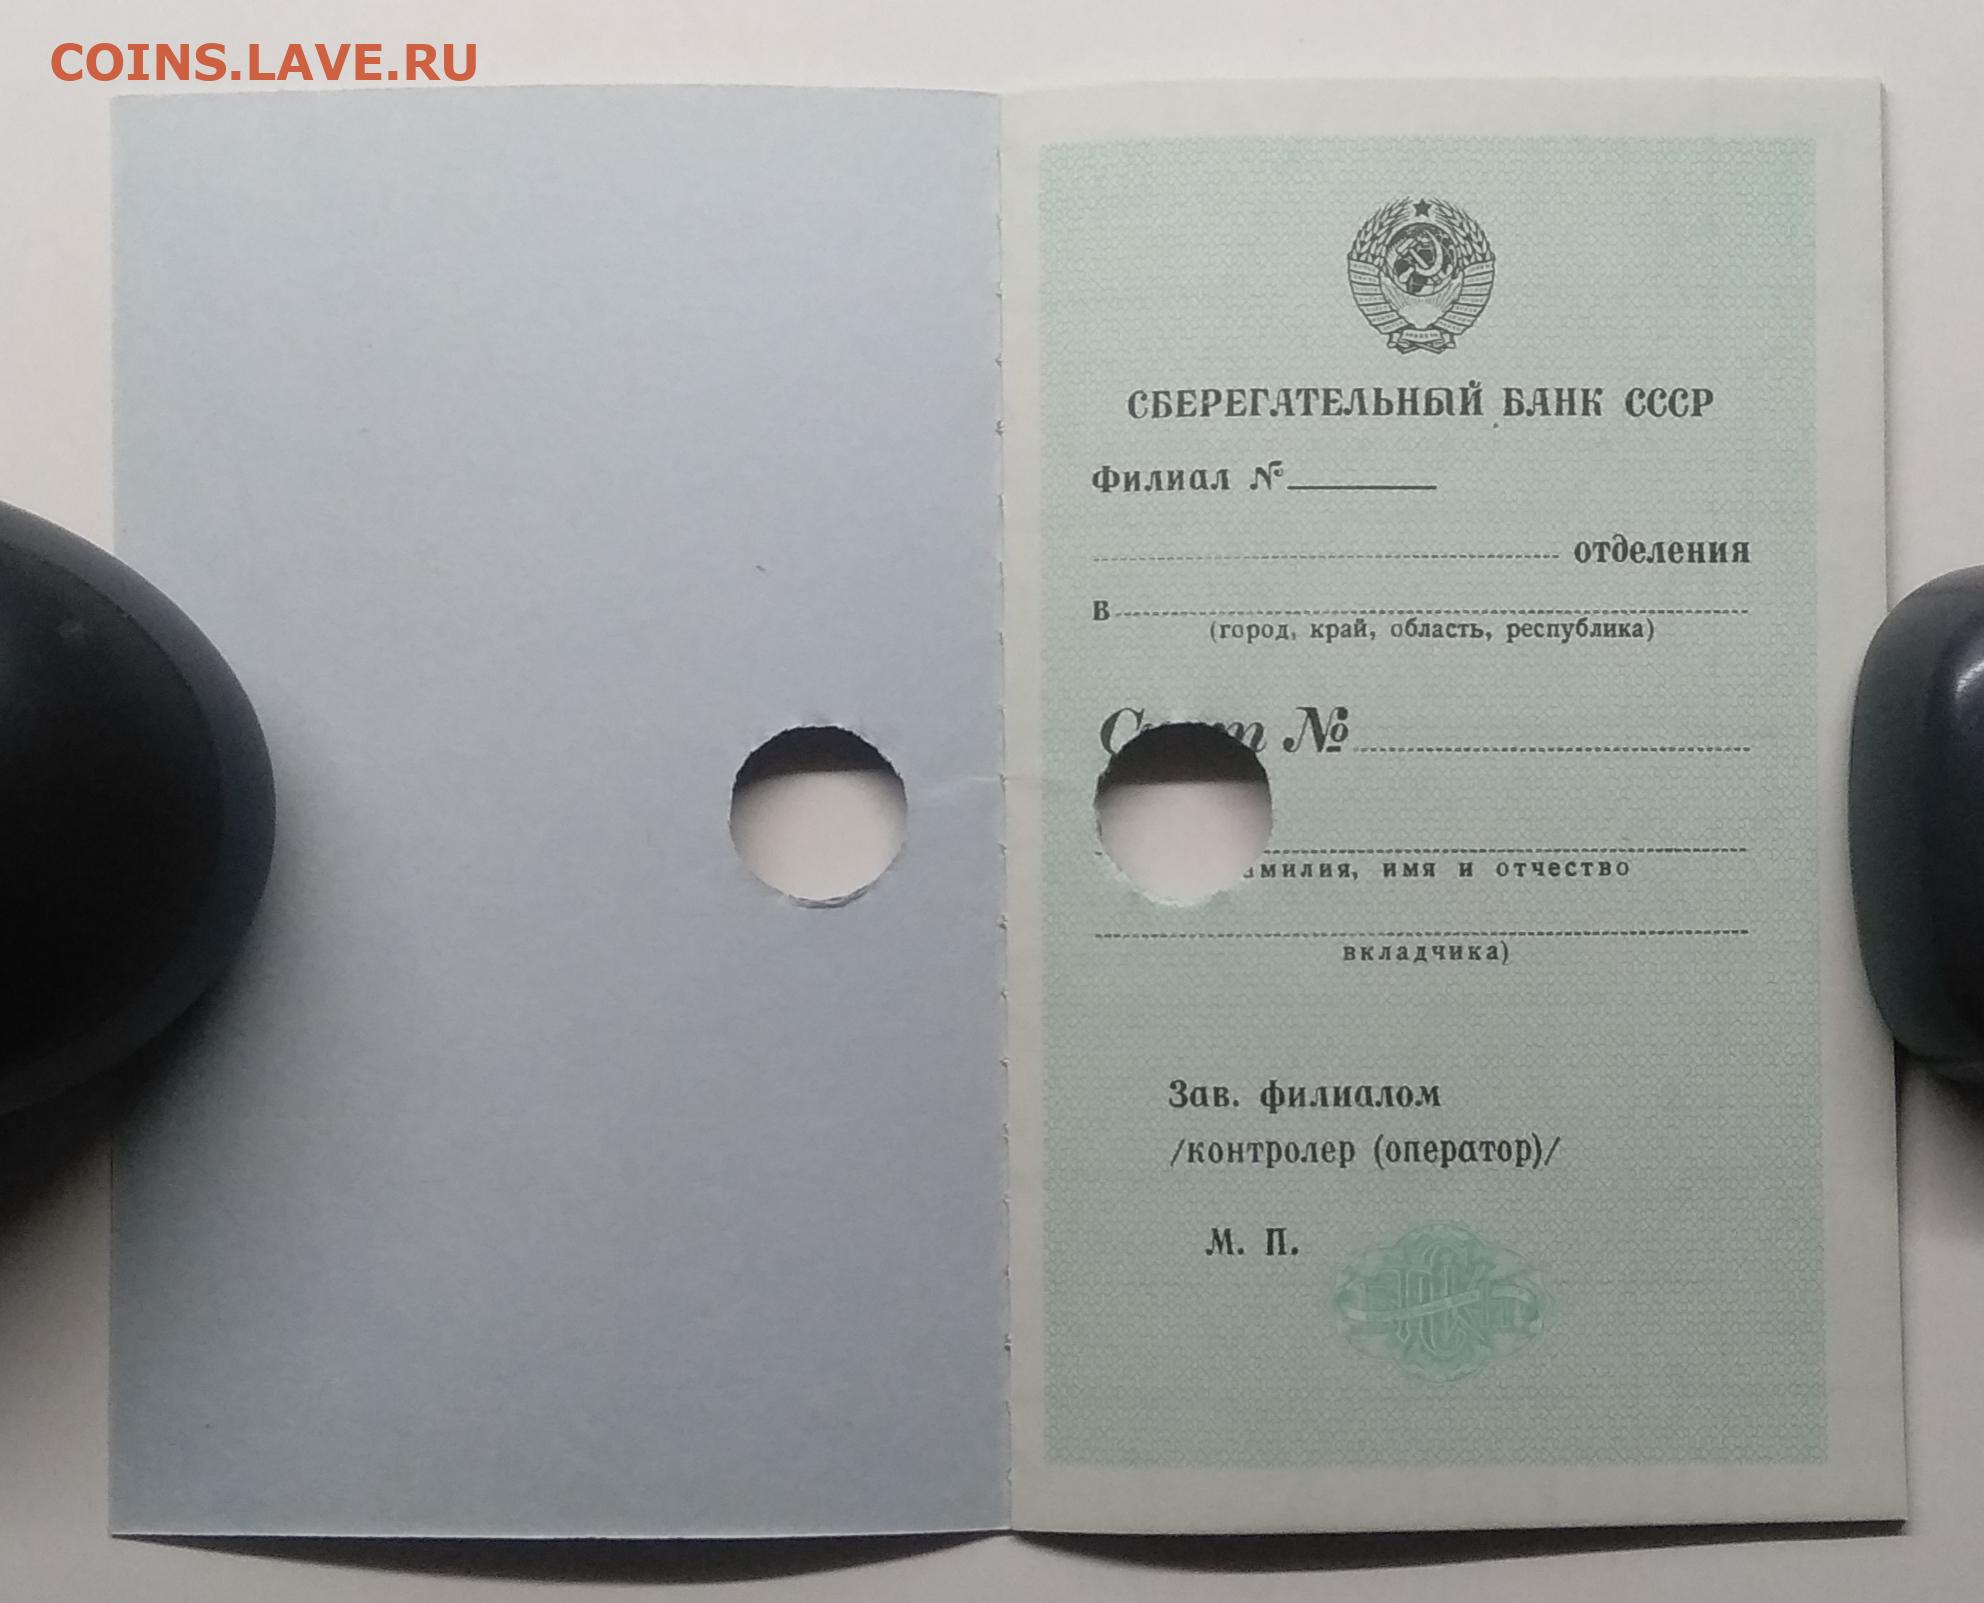 COINS.LAVE.RU
СБЕРЕГАТЕЛЬНЫЙ БАНК СССР
Филиал №
отделения
в
(город, край, область, республика)
№
имя и отчество
вкладчика)
Зав. филиалом
/контролер (оператор)/
М. П.